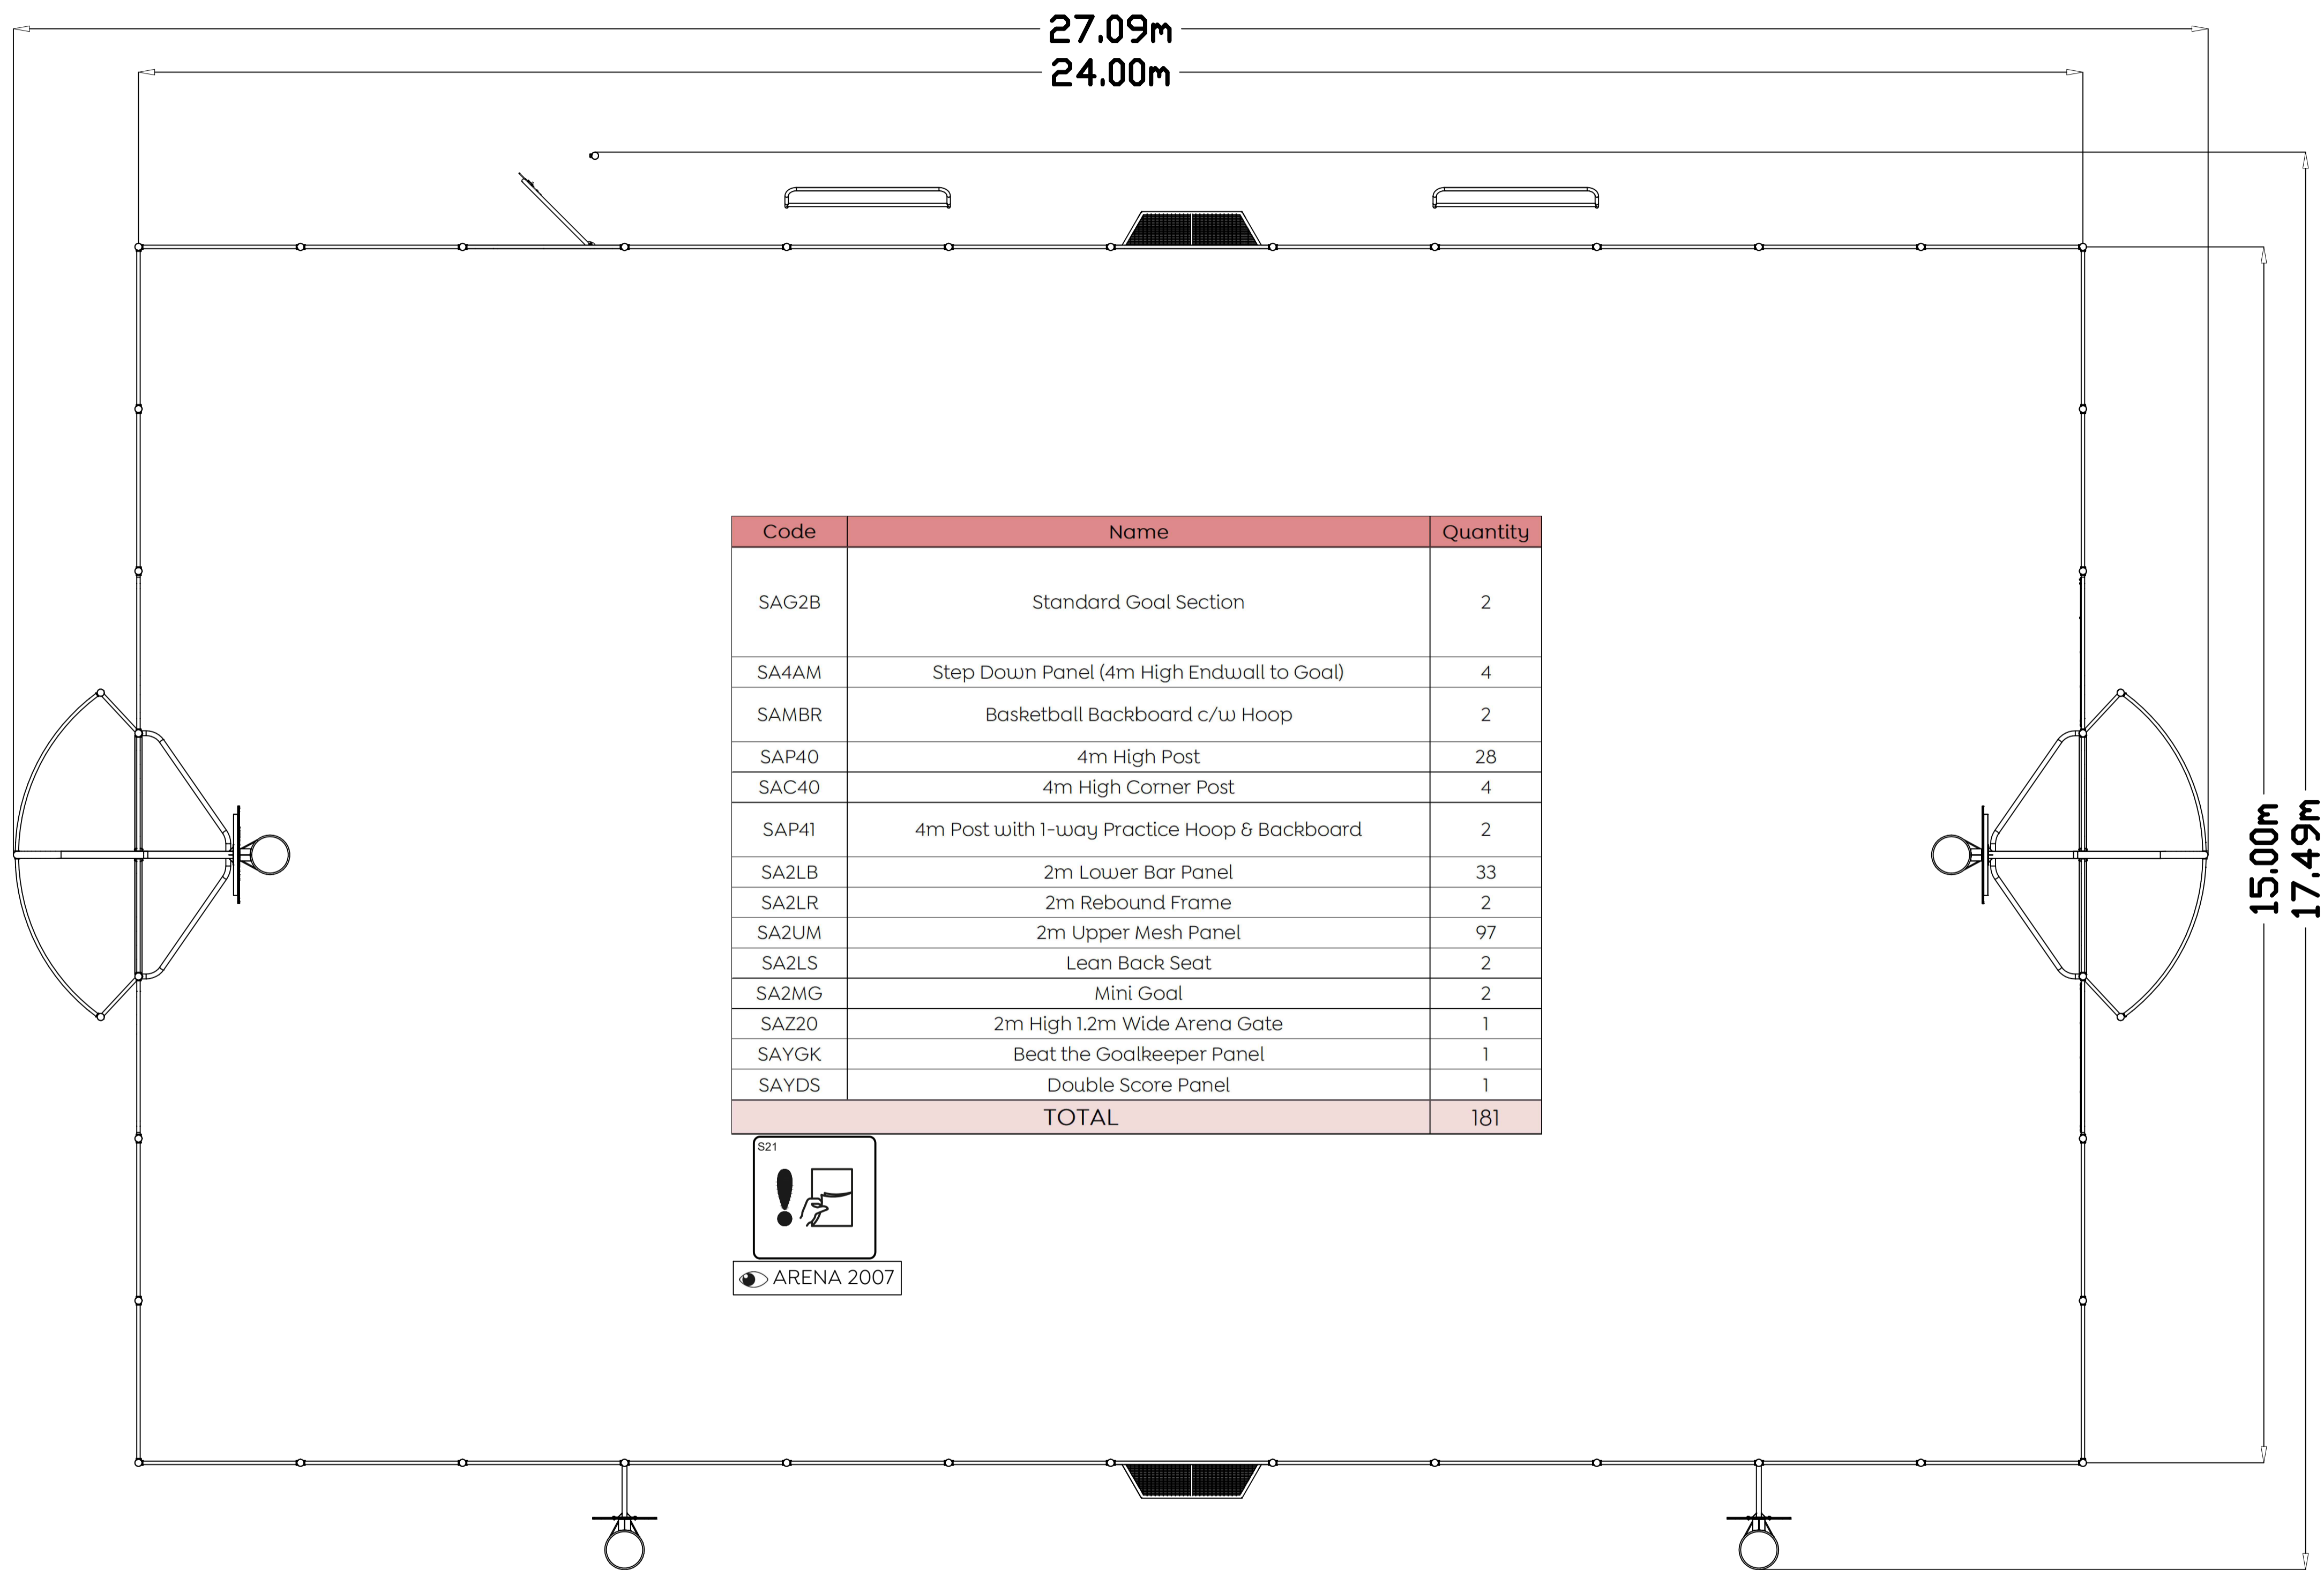 27.09m
24.00m
Code Name Quantity
SAG2B Standard Goal Section 2
SA4AM Step Down Panel (4m High Endwall to Goal) 4
SAMBR Basketball Backboard c/w Hoop 2
SAP40 4m High Post 28
SAC40 4m High Corner Post 4
SAP41 4m Post with 1-way Practice Hoop & Backboard 2
SA2LB 2m Lower Bar Panel 33
SA2LR 2m Rebound Frame 2
SA2UM 2m Upper Mesh Panel 97
SA2LS Lean Back Seat 2
SA2MG Mini Goal 2
SAZ20 2m High 1.2m Wide Arena Gate 1
SAYGK Beat the Goalkeeper Panel 1
SAYDS Double Score Panel 1
TOTAL 181
S21
ARENA 2007
15.00m
17.49m